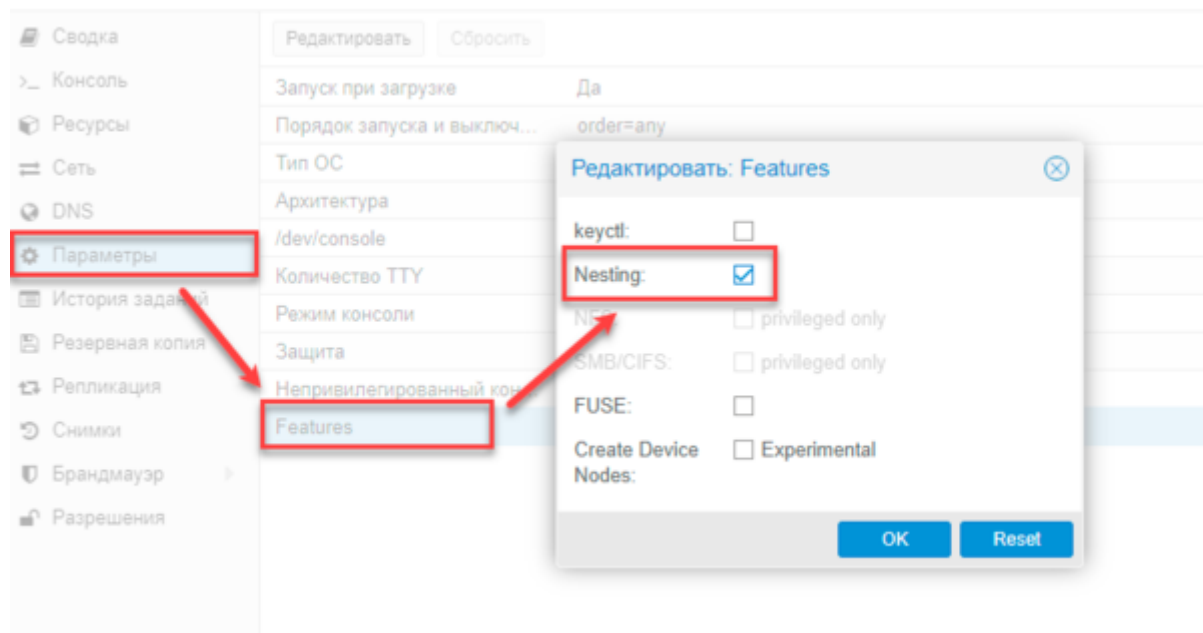 Сводка
Консоль
Ресурсы
Сеть
DNS
Параметры
История заданий
Резервная копия
Репликация
Снимки
Брандмауэр
Разрешения
Редактировать Сбросить
Запуск при загрузке Да
Порядок запуска и выключ... order=any
Тип ОС
Архитектура
/dev/console
Количество TTY
Режим консоли
Защита
Непривилегированный кон
Features
Редактировать: Features
keyctl:
Nesting:
NFS: privileged only
SMB/CIFS: privileged only
FUSE:
Create Device Experimental
Nodes:
OK Reset